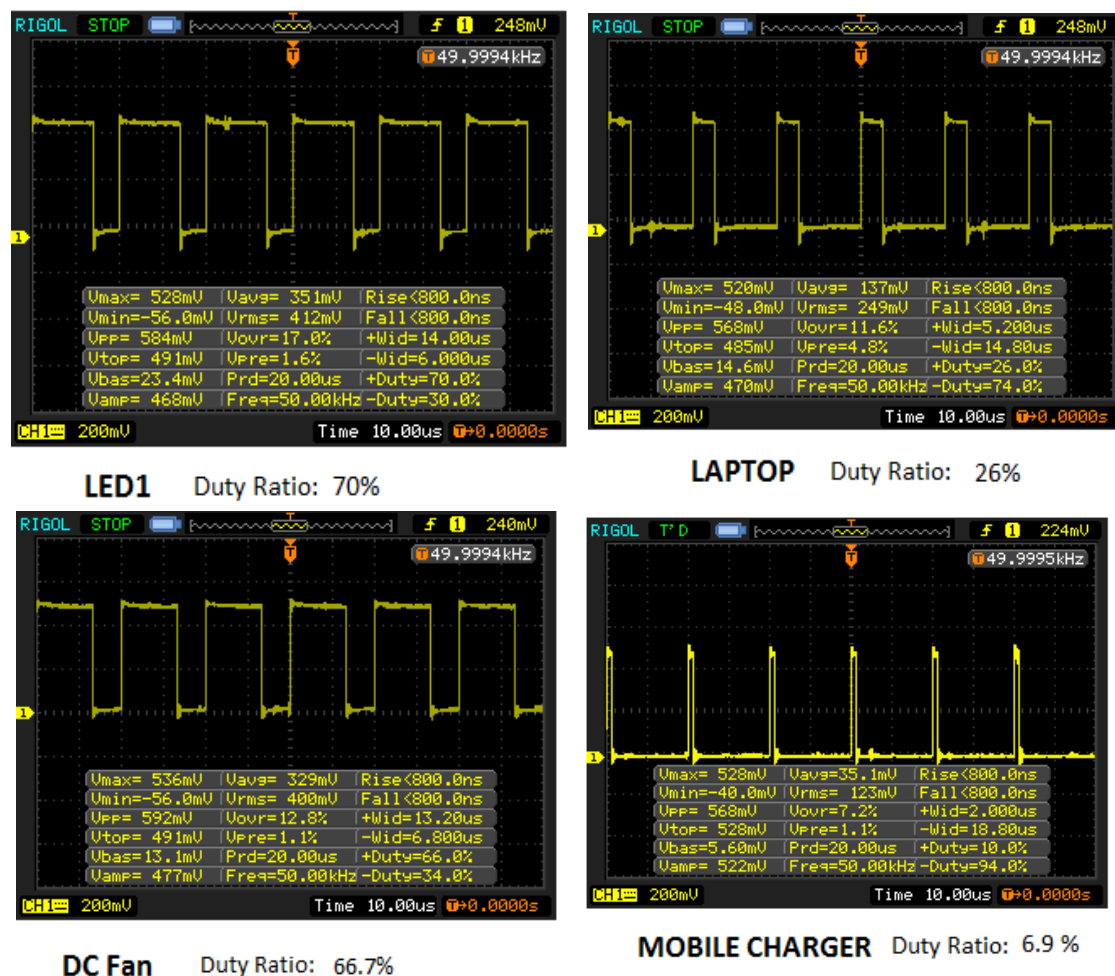 RIGOL STOP T 1 248mV
T 49.9994kHz
T
1
Vmax= 528mV Vavg= 351mV Rise<800.0ns
Vmin=-56.0mV Vrms= 412mV Fall<800.0ns
Vpp= 584mV Vovr=17.0% +Wid=14.00us
Vtop= 491mV Vpre=1.6% -Wid=6.000us
Vbas=23.4mV Prd=20.00us +Duty=70.0%
Vamp= 468mV Freq=50.00kHz -Duty=30.0%
CH1 200mV Time 10.00us T→0.0000s
LED1 Duty Ratio: 70%
RIGOL STOP T 1 248mV
T 49.9994kHz
T
1
Vmax= 520mV Vavg= 137mV Rise<800.0ns
Vmin=-48.0mV Vrms= 249mV Fall<800.0ns
Vpp= 568mV Vovr=11.6% +Wid=5.200us
Vtop= 485mV Vpre=4.8% -Wid=14.80us
Vbas=14.6mV Prd=20.00us +Duty=26.0%
Vamp= 470mV Freq=50.00kHz -Duty=74.0%
CH1 200mV Time 10.00us T→0.0000s
LAPTOP Duty Ratio: 26%
RIGOL STOP T 1 240mV
T 49.9994kHz
T
1
Vmax= 536mV Vavg= 329mV Rise<800.0ns
Vmin=-56.0mV Vrms= 400mV Fall<800.0ns
Vpp= 592mV Vovr=12.8% +Wid=13.20us
Vtop= 491mV Vpre=1.1% -Wid=6.800us
Vbas=13.1mV Prd=20.00us +Duty=66.0%
Vamp= 477mV Freq=50.00kHz -Duty=34.0%
CH1 200mV Time 10.00us T→0.0000s
DC Fan Duty Ratio: 66.7%
RIGOL T'D T 1 224mV
T 49.9995kHz
T
1
Vmax= 528mV Vavg=35.1mV Rise<800.0ns
Vmin=-40.0mV Vrms= 123mV Fall<800.0ns
Vpp= 568mV Vovr=7.2% +Wid=2.000us
Vtop= 528mV Vpre=1.1% -Wid=18.80us
Vbas=5.60mV Prd=20.00us +Duty=10.0%
Vamp= 522mV Freq=50.00kHz -Duty=94.0%
CH1 200mV Time 10.00us T→0.0000s
MOBILE CHARGER Duty Ratio: 6.9 %